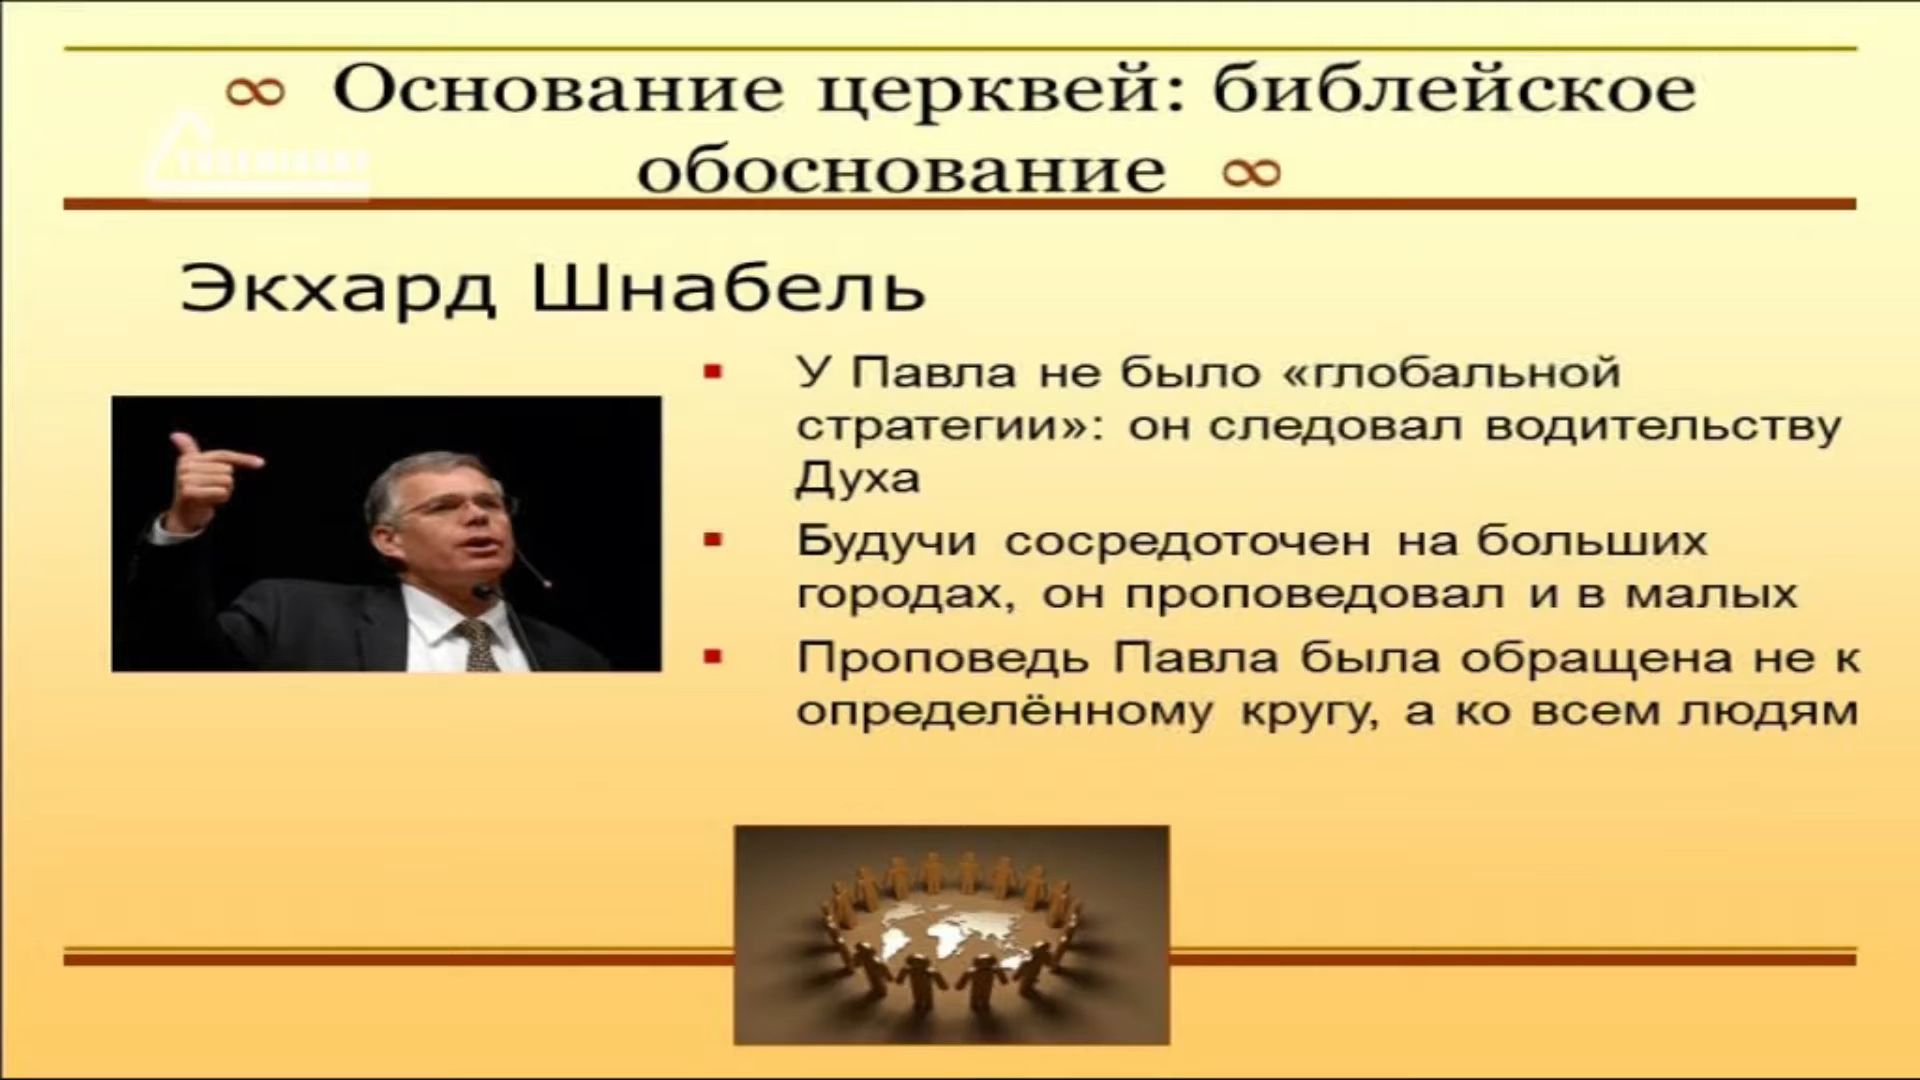 ∞ Основание церквей: библейское
обоснование ∞
Экхард Шнабель
▪ У Павла не было «глобальной
стратегии»: он следовал водительству
Духа
▪ Будучи сосредоточен на больших
городах, он проповедовал и в малых
▪ Проповедь Павла была обращена не к
определённому кругу, а ко всем людям